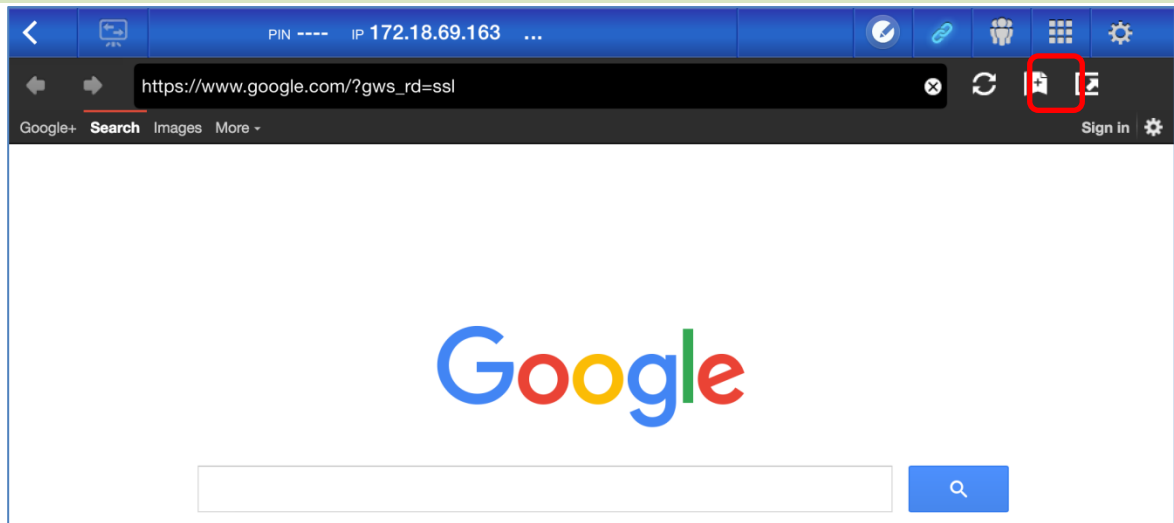 PIN ---- IP 172.18.69.163 ...
https://www.google.com/?gws_rd=ssl
Google+ Search Images More Sign in
Google